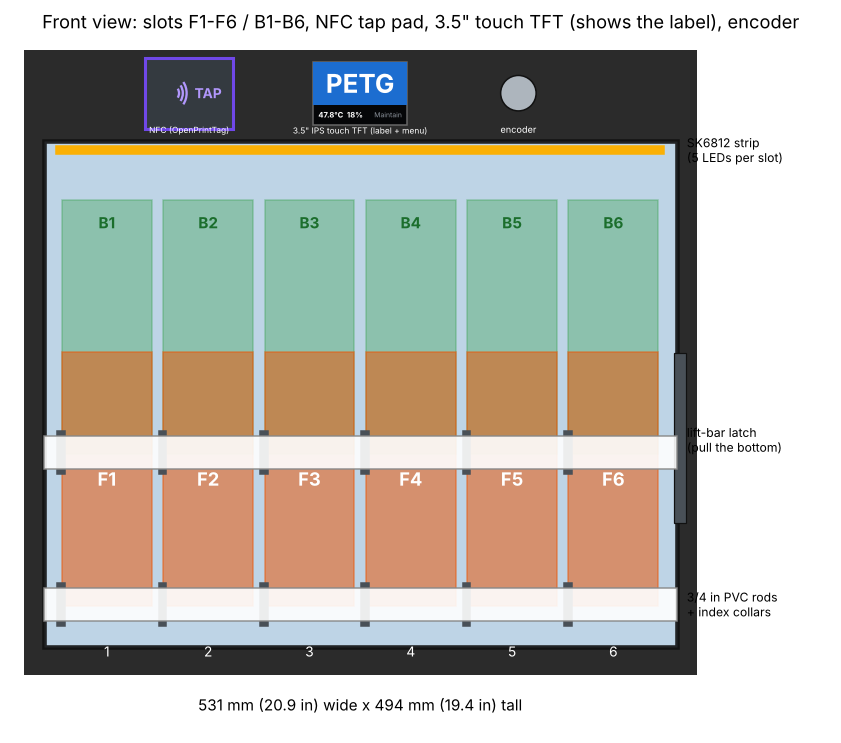 Front view: slots F1-F6 / B1-B6, NFC tap pad, 3.5" touch TFT (shows the label), encoder
TAP
PETG
47.8°C 18% Maintain
NFC (OpenPrintTag)
3.5" IPS touch TFT (label + menu)
encoder
SK6812 strip
(5 LEDs per slot)
B1 B2 B3 B4 B5 B6
lift-bar latch
(pull the bottom)
F1 F2 F3 F4 F5 F6
3/4 in PVC rods
+ index collars
1 2 3 4 5 6
531 mm (20.9 in) wide x 494 mm (19.4 in) tall